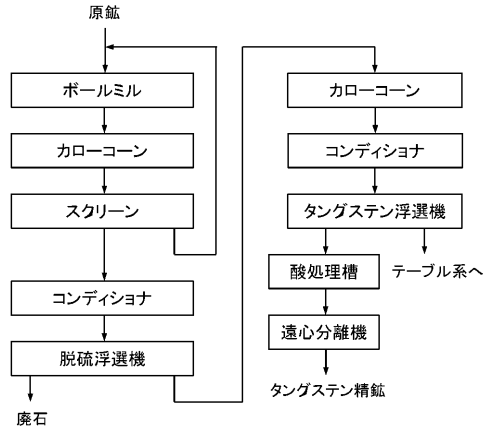 原鉱
ボールミル
カローコーン
スクリーン
コンディショナ
脱硫浮選機
廃石
カローコーン
コンディショナ
タングステン浮選機
酸処理槽
テーブル系へ
遠心分離機
タングステン精鉱